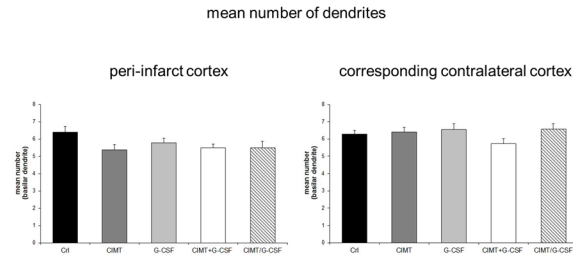 mean number of dendrites
peri-infarct cortex
corresponding contralateral cortex
mean number
(basilar dendrite)
8
7
6
5
4
3
2
1
0
Crl
CIMT
G-CSF
CIMT+G-CSF
CIMT/G-CSF
mean number
(basilar dendrite)
8
7
6
5
4
3
2
1
0
Crl
CIMT
G-CSF
CIMT+G-CSF
CIMT/G-CSF